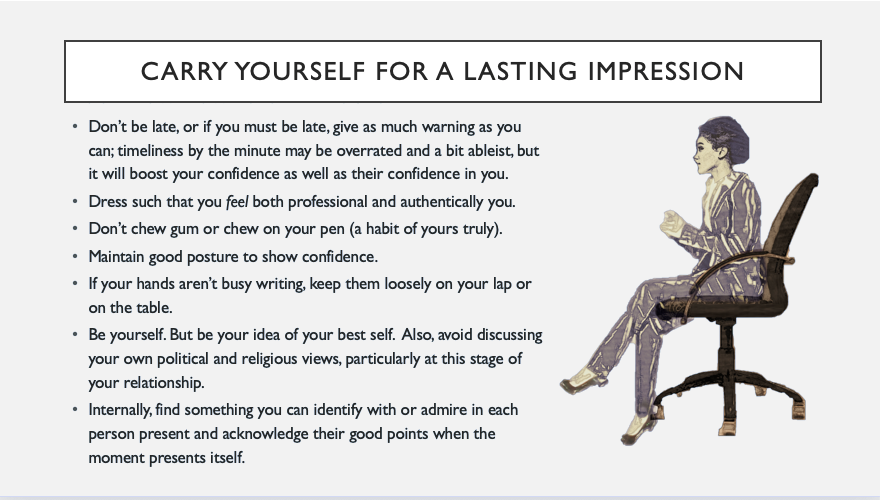 CARRY YOURSELF FOR A LASTING IMPRESSION
• Don't be late, or if you must be late, give as much warning as you
can; timeliness by the minute may be overrated and a bit ableist, but
it will boost your confidence as well as their confidence in you.
• Dress such that you feel both professional and authentically you.
• Don't chew gum or chew on your pen (a habit of yours truly).
• Maintain good posture to show confidence.
• If your hands aren't busy writing, keep them loosely on your lap or
on the table.
• Be yourself. But be your idea of your best self.  Also, avoid discussing
your own political and religious views, particularly at this stage of
your relationship.
• Internally, find something you can identify with or admire in each
person present and acknowledge their good points when the
moment presents itself.